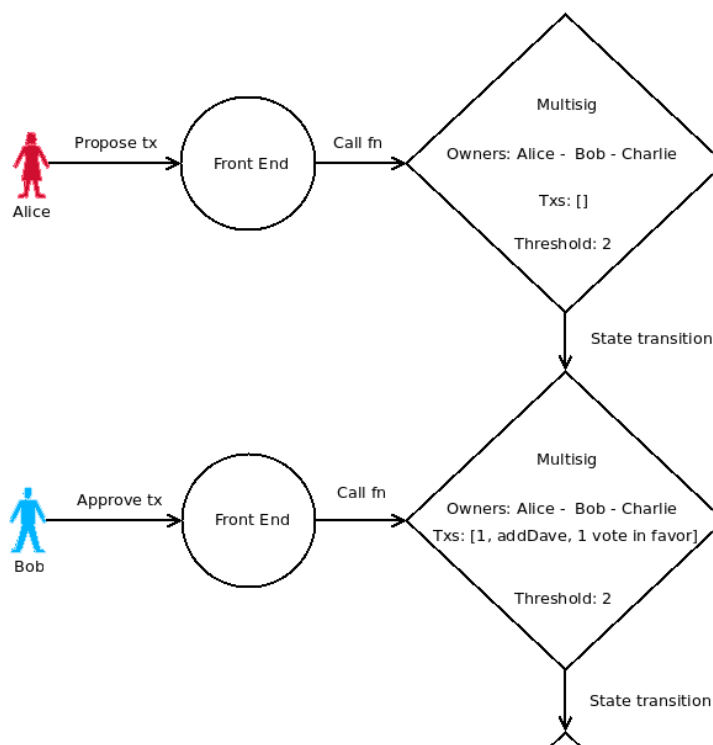 Multisig
Propose tx
Call fn
Owners: Alice - Bob - Charlie
Front End
Txs: []
Alice
Threshold: 2
State transition
Multisig
Approve tx
Call fn
Owners: Alice - Bob - Charlie
Front End
Txs: [1, addDave, 1 vote in favor]
Bob
Threshold: 2
State transition